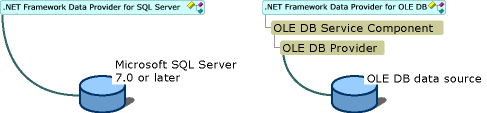 .NET Framework Data Provider for SQL Server
Microsoft SQL Server
7.0 or later
.NET Framework Data Provider for OLE DB
OLE DB Service Component
OLE DB Provider
OLE DB data source